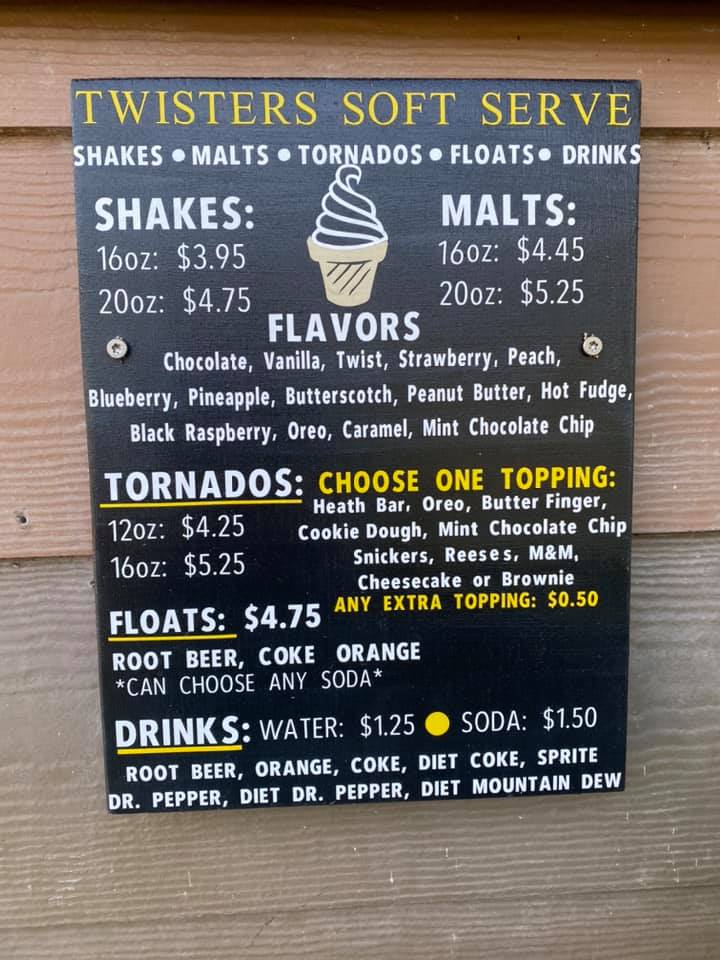 TWISTERS SOFT SERVE
SHAKES • MALTS • TORNADOS • FLOATS • DRINKS
SHAKES:
16oz: $3.95
20oz: $4.75
MALTS:
16oz: $4.45
20oz: $5.25
FLAVORS
Chocolate, Vanilla, Twist, Strawberry, Peach,
Blueberry, Pineapple, Butterscotch, Peanut Butter, Hot Fudge,
Black Raspberry, Oreo, Caramel, Mint Chocolate Chip
TORNADOS:
12oz: $4.25
16oz: $5.25
CHOOSE ONE TOPPING:
Heath Bar, Oreo, Butter Finger,
Cookie Dough, Mint Chocolate Chip
Snickers, Reeses, M&M,
Cheesecake or Brownie
ANY EXTRA TOPPING: $0.50
FLOATS: $4.75
ROOT BEER, COKE ORANGE
*CAN CHOOSE ANY SODA*
DRINKS: WATER: $1.25 ● SODA: $1.50
ROOT BEER, ORANGE, COKE, DIET COKE, SPRITE
DR. PEPPER, DIET DR. PEPPER, DIET MOUNTAIN DEW